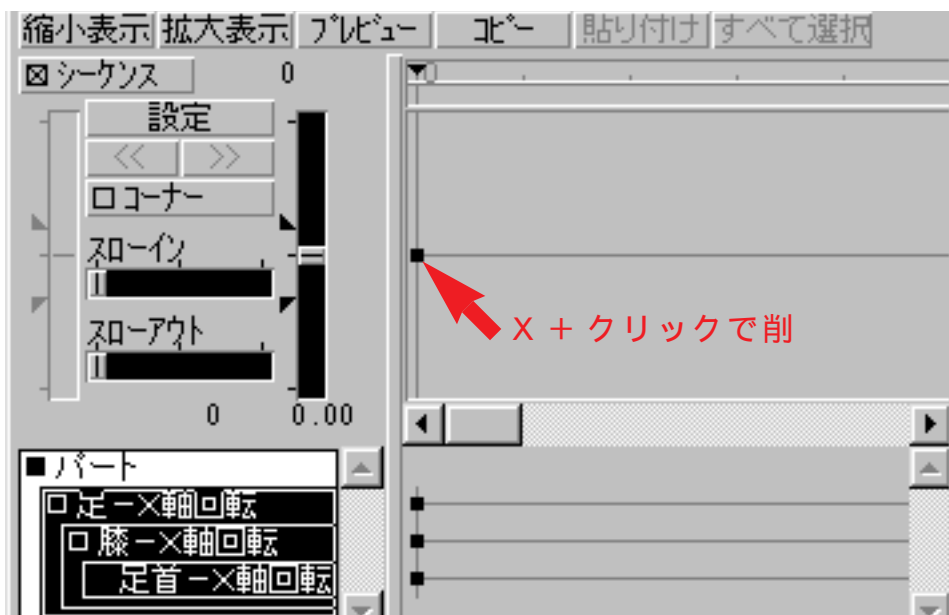 縮小表示 拡大表示 プレビュー コピー 貼り付け すべて選択
シーケンス 0 0
設定
<< >>
コーナー
スローイン
X + クリックで削
スローアウト
0 0.00
パート
足-X軸回転
膝-X軸回転
足首-X軸回転